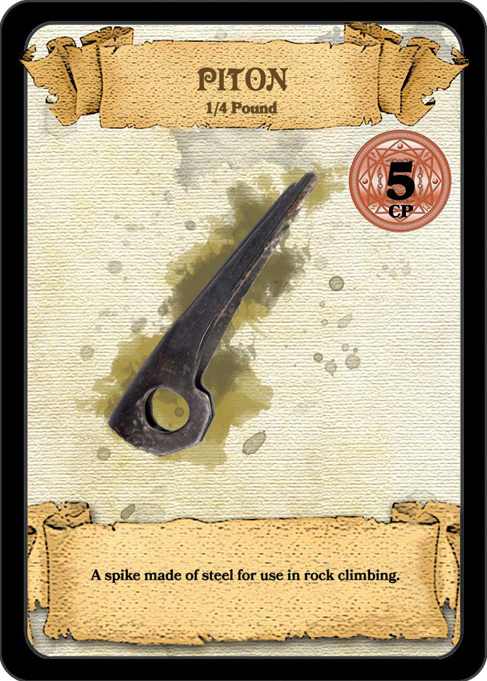 PITON
1/4 Pound
5
CP
A spike made of steel for use in rock climbing.